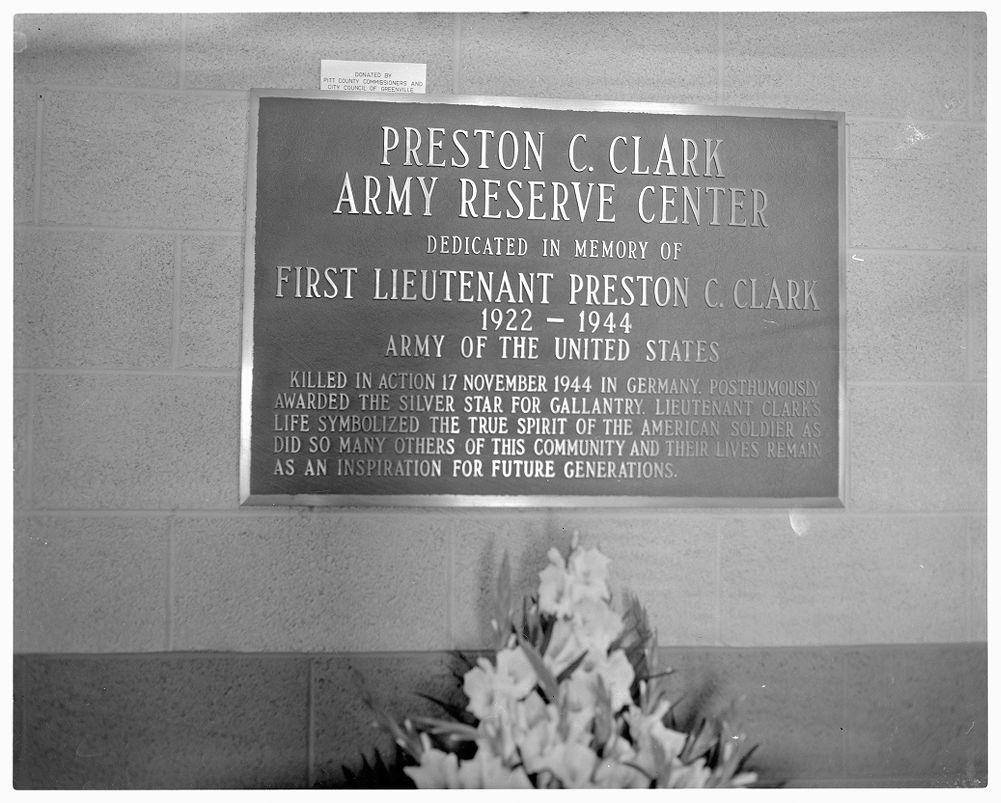 DONATED BY
PITT COUNTY COMMISSIONERS AND
CITY COUNCIL OF GREENVILLE
PRESTON C. CLARK
ARMY RESERVE CENTER
DEDICATED IN MEMORY OF
FIRST LIEUTENANT PRESTON C. CLARK
1922 – 1944
ARMY OF THE UNITED STATES
KILLED IN ACTION 17 NOVEMBER 1944 IN GERMANY. POSTHUMOUSLY
AWARDED THE SILVER STAR FOR GALLANTRY. LIEUTENANT CLARK'S
LIFE SYMBOLIZED THE TRUE SPIRIT OF THE AMERICAN SOLDIER AS
DID SO MANY OTHERS OF THIS COMMUNITY AND THEIR LIVES REMAIN
AS AN INSPIRATION FOR FUTURE GENERATIONS.